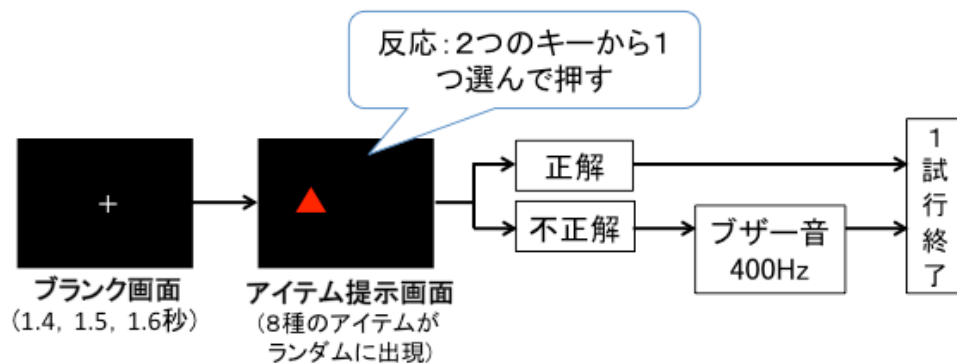 反応：2つのキーから1
つ選んで押す
ブランク画面
（1.4, 1.5, 1.6秒）
アイテム提示画面
（8種のアイテムが
ランダムに出現）
正解
不正解
ブザー音
400Hz
1
試
行
終
了